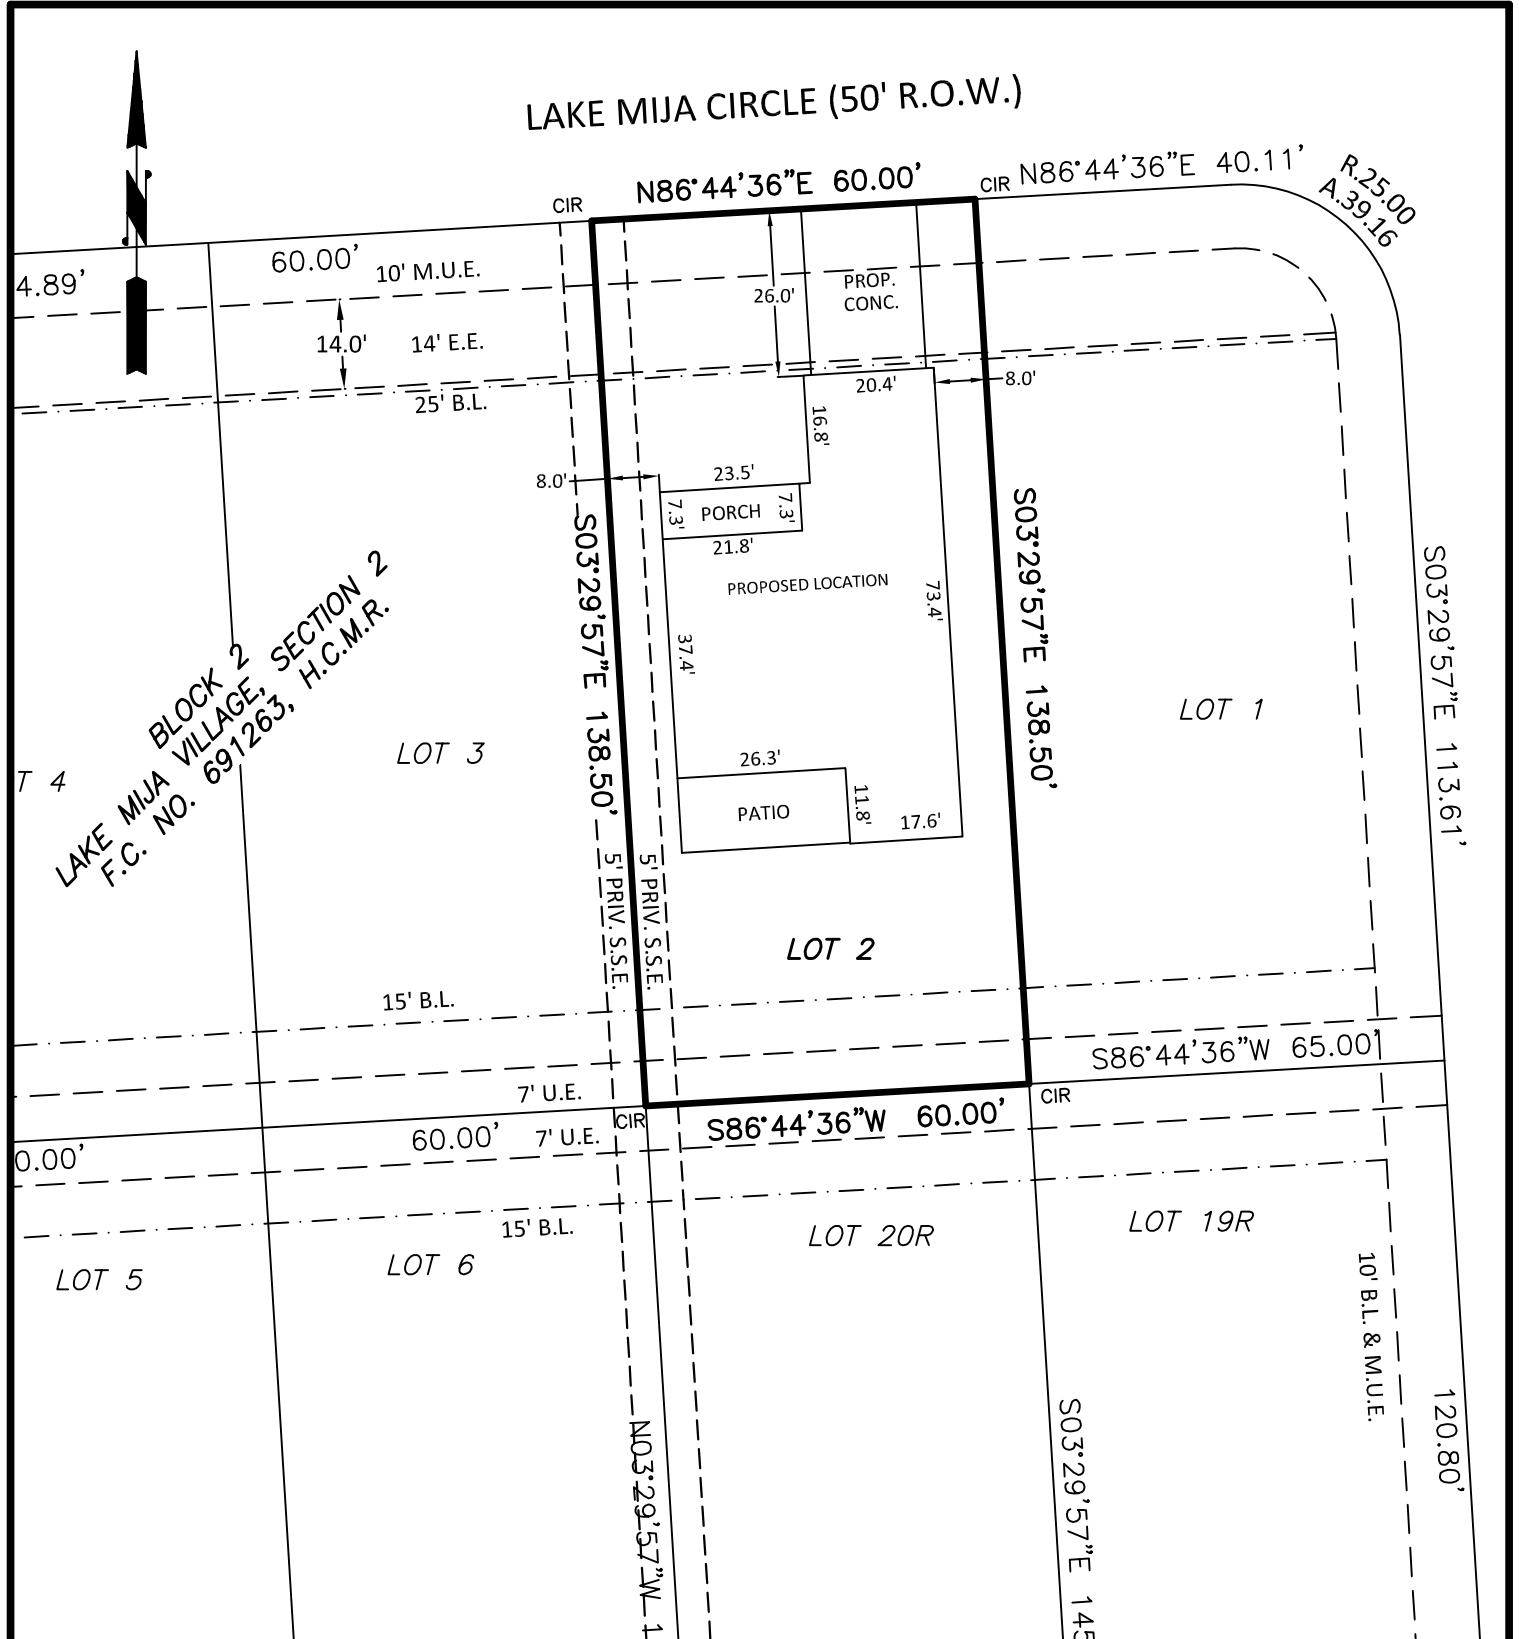 LAKE MIJA CIRCLE (50' R.O.W.)
N
CIR
N86°44'36"E 60.00'
CIR
N86°44'36"E 40.11'
R.25.00
A.39.16
4.89'
60.00'
10' M.U.E.
14.0'
14' E.E.
25' B.L.
26.0'
PROP.
CONC.
20.4'
8.0'
16.8'
8.0'
23.5'
7.3'
PORCH
7.3'
21.8'
PROPOSED LOCATION
S03°29'57"E 138.50'
S03°29'57"E 138.50'
S03°29'57"E 113.61'
73.4'
37.4'
BLOCK 2
LAKE MIJA VILLAGE, SECTION 2
F.C. NO. 691263, H.C.M.R.
T 4
LOT 3
LOT 1
26.3'
PATIO
11.8'
17.6'
5' PRIV. S.S.E.
5' PRIV. S.S.E.
LOT 2
15' B.L.
S86°44'36"W 65.00'
7' U.E.
CIR
CIR
0.00'
60.00'
7' U.E.
S86°44'36"W 60.00'
15' B.L.
LOT 5
LOT 6
LOT 20R
LOT 19R
10' B.L. & M.U.E.
120.80'
N03°29'57"W 1
S03°29'57"E 145